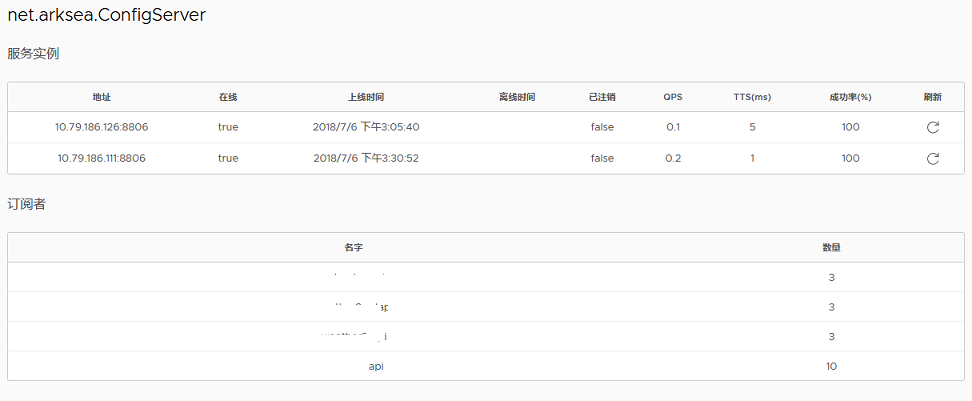 net.arksea.ConfigServer
服务实例
地址 在线 上线时间 离线时间 已注销 QPS TTS(ms) 成功率(%) 刷新
10.79.186.126:8806 true 2018/7/6 下午3:05:40 false 0.1 5 100
10.79.186.111:8806 true 2018/7/6 下午3:30:52 false 0.2 1 100
订阅者
名字 数量
3
3
3
api 10